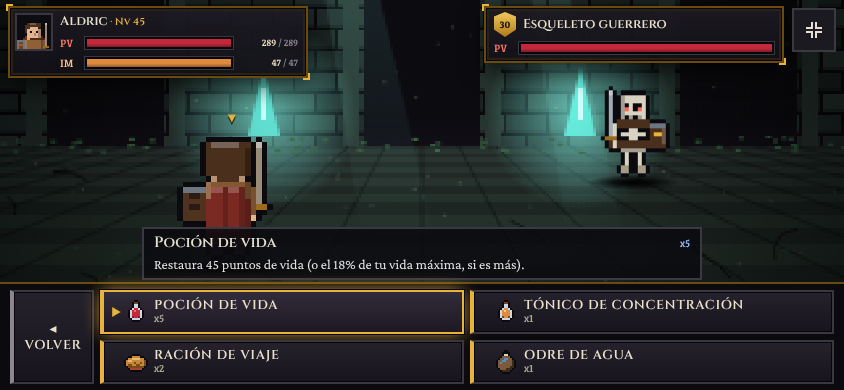 ALDRIC · NV 45
PV 289 / 289
IM 47 / 47
30 ESQUELETO GUERRERO
PV
POCIÓN DE VIDA x5
Restaura 45 puntos de vida (o el 18% de tu vida máxima, si es más).
◄ VOLVER
POCIÓN DE VIDA
x5
TÓNICO DE CONCENTRACIÓN
x1
RACIÓN DE VIAJE
x2
ODRE DE AGUA
x1